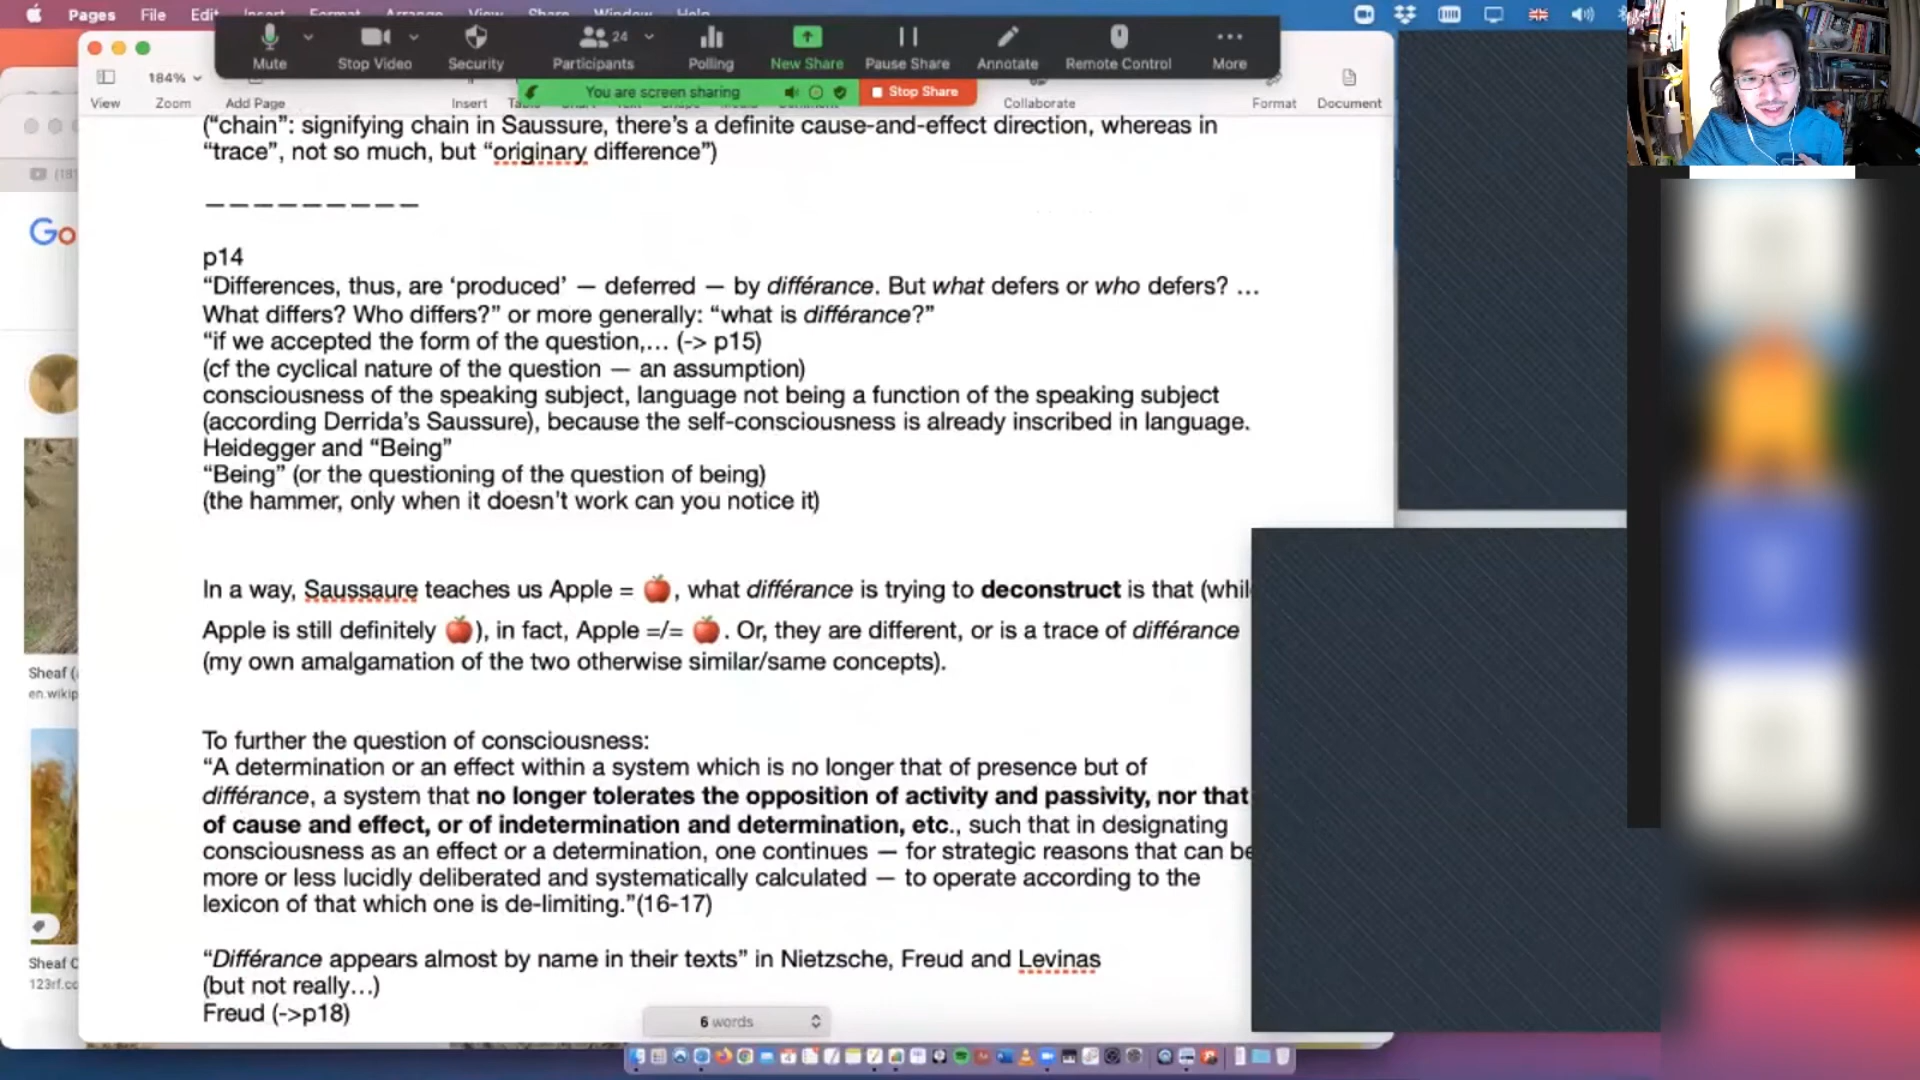 Pages File Edit Insert Format Arrange View Share Window Help
Mute Stop Video Security Participants 24 Polling New Share Pause Share Annotate Remote Control More
You are screen sharing Stop Share
184%
View Zoom Add Page Insert Collaborate Format Document
(“chain”: signifying chain in Saussure, there’s a definite cause-and-effect direction, whereas in
“trace”, not so much, but “originary difference”)
— — — — — — — — —
p14
“Differences, thus, are ‘produced’ — deferred — by différance. But what defers or who defers? …
What differs? Who differs?” or more generally: “what is différance?”
“if we accepted the form of the question,… (-> p15)
(cf the cyclical nature of the question — an assumption)
consciousness of the speaking subject, language not being a function of the speaking subject
(according Derrida’s Saussure), because the self-consciousness is already inscribed in language.
Heidegger and “Being”
“Being” (or the questioning of the question of being)
(the hammer, only when it doesn’t work can you notice it)
In a way, Saussaure teaches us Apple = 🍎, what différance is trying to deconstruct is that (whil
Apple is still definitely 🍎), in fact, Apple =/= 🍎. Or, they are different, or is a trace of différance
(my own amalgamation of the two otherwise similar/same concepts).
To further the question of consciousness:
“A determination or an effect within a system which is no longer that of presence but of
différance, a system that no longer tolerates the opposition of activity and passivity, nor that
of cause and effect, or of indetermination and determination, etc., such that in designating
consciousness as an effect or a determination, one continues — for strategic reasons that can be
more or less lucidly deliberated and systematically calculated — to operate according to the
lexicon of that which one is de-limiting.”(16-17)
“Différance appears almost by name in their texts” in Nietzsche, Freud and Levinas
(but not really…)
Freud (->p18)
6 words
Go
Sheaf (
en.wikip
Sheaf C
123rf.cc